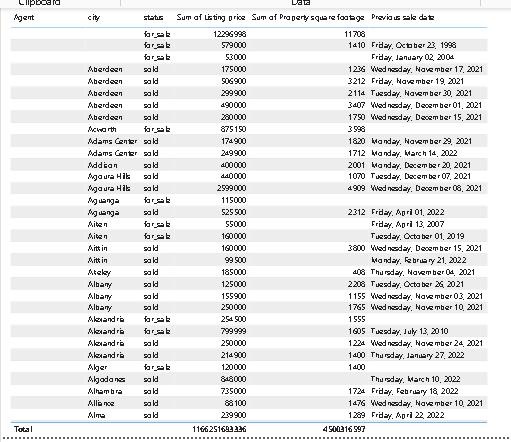 Clipboard Data
Agent city status Sum of Listing price Sum of Property square footage Previous sale date
for_sale 12296998 11708
for_sale 579000 1410 Friday, October 23, 1998
for_sale 53000 Friday, January 02, 2004
Aberdeen sold 175000 1236 Wednesday, November 17, 2021
Aberdeen sold 506900 3212 Friday, November 19, 2021
Aberdeen sold 299900 2114 Tuesday, November 30, 2021
Aberdeen sold 490000 3407 Wednesday, December 01, 2021
Aberdeen sold 280000 1750 Wednesday, December 15, 2021
Acworth for_sale 875150 3598
Adams Center sold 174900 1820 Monday, November 29, 2021
Adams Center sold 249900 1712 Monday, March 14, 2022
Addison sold 400000 2001 Monday, December 20, 2021
Agoura Hills sold 440000 1070 Tuesday, December 07, 2021
Agoura Hills sold 2599000 4909 Wednesday, December 08, 2021
Aguanga for_sale 115000
Aguanga sold 525500 2312 Friday, April 01, 2022
Aiken for_sale 55000 Friday, April 13, 2007
Aiken for_sale 160000 Tuesday, October 01, 2019
Aitkin sold 160000 3800 Wednesday, December 15, 2021
Aitkin sold 99500 Monday, February 21, 2022
Akeley sold 185000 408 Thursday, November 04, 2021
Albany sold 125000 2208 Tuesday, October 26, 2021
Albany sold 155900 1155 Wednesday, November 03, 2021
Albany sold 250000 1765 Wednesday, November 10, 2021
Alexandria for_sale 254500 1555
Alexandria for_sale 799999 1605 Tuesday, July 13, 2010
Alexandria sold 250000 1224 Wednesday, November 24, 2021
Alexandria sold 214900 1400 Thursday, January 27, 2022
Alger for_sale 120000 1400
Algodones sold 848000 Thursday, March 10, 2022
Alhambra sold 735000 1724 Friday, February 18, 2022
Alliance sold 88100 1476 Wednesday, November 10, 2021
Alma sold 239900 1289 Friday, April 22, 2022
Total 1166251693336 4500316597